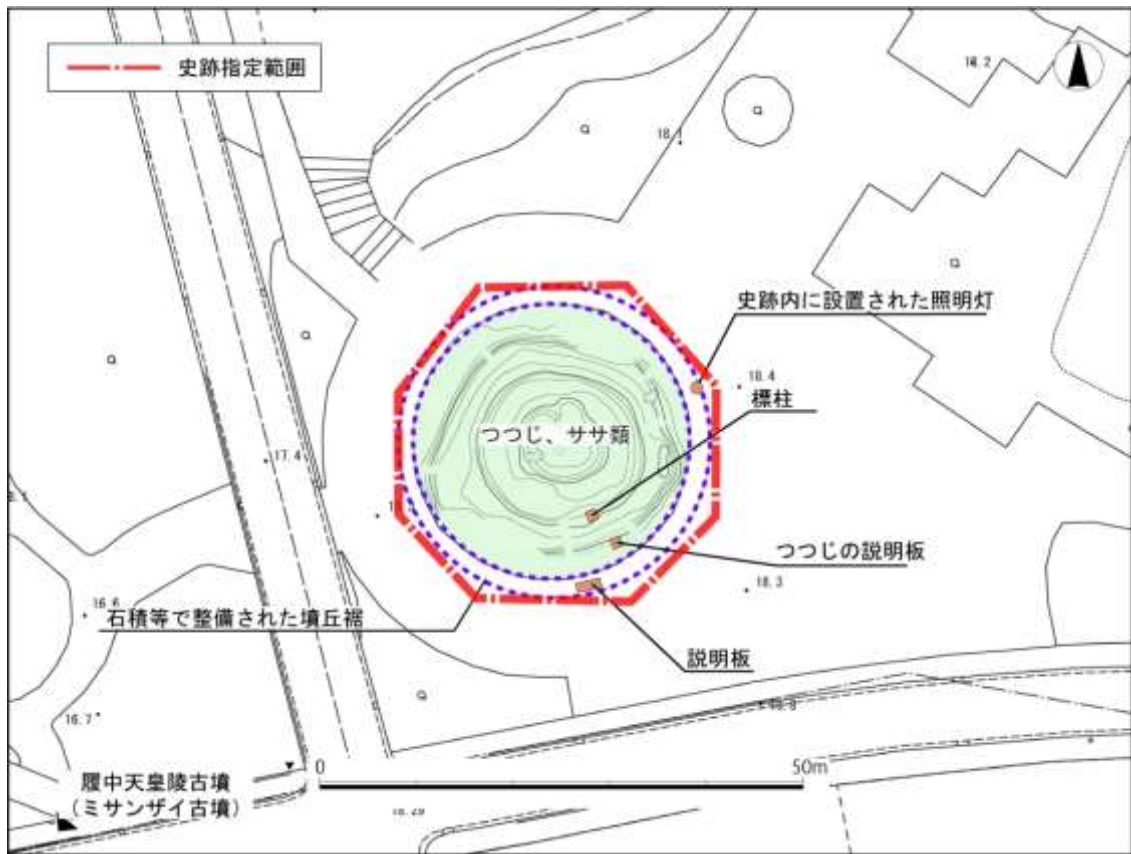 史跡指定範囲
18.1
史跡内に設置された照明灯
18.4
標柱
つつじ、ササ類
17.4
つつじの説明板
18.3
16.6
石積等で整備された墳丘裾
説明板
16.7
履中天皇陵古墳
(ミサンザイ古墳)
0
50m